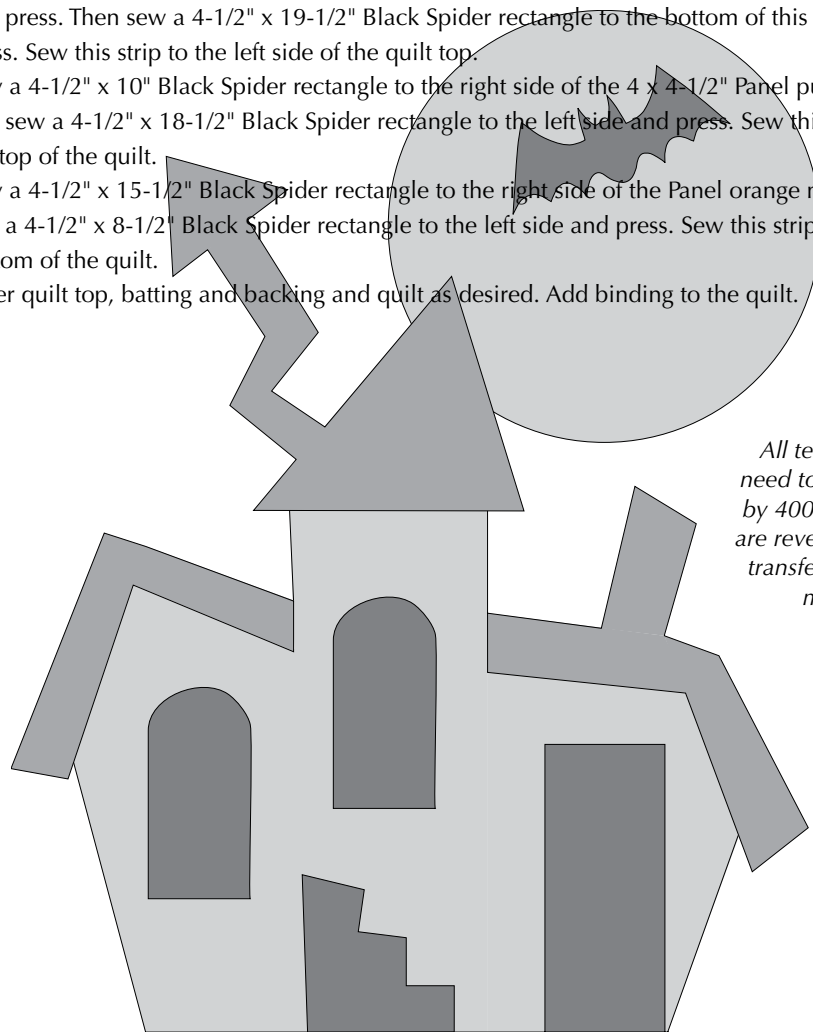 press. Then sew a 4-1/2" x 19-1/2" Black Spider rectangle to the bottom of this
s. Sew this strip to the left side of the quilt top.
a 4-1/2" x 10" Black Spider rectangle to the right side of the 4 x 4-1/2" Panel pu
sew a 4-1/2" x 18-1/2" Black Spider rectangle to the left side and press. Sew thi
top of the quilt.
a 4-1/2" x 15-1/2" Black Spider rectangle to the right side of the Panel orange
a 4-1/2" x 8-1/2" Black Spider rectangle to the left side and press. Sew this strip
om of the quilt.
er quilt top, batting and backing and quilt as desired. Add binding to the quilt.
All te
need to
by 400
are reve
transfe